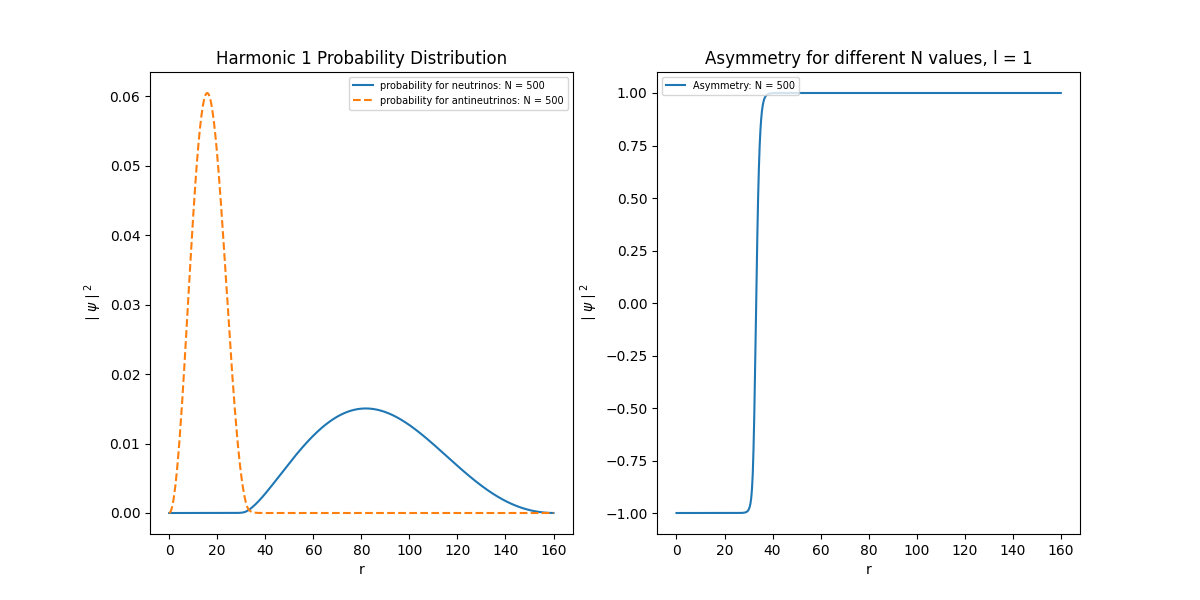 Harmonic 1 Probability Distribution
probability for neutrinos: N = 500
probability for antineutrinos: N = 500
0.06
0.05
0.04
0.03
0.02
0.01
0.00
| ψ | 2
0 20 40 60 80 100 120 140 160
r
Asymmetry for different N values, l = 1
Asymmetry: N = 500
1.00
0.75
0.50
0.25
0.00
−0.25
−0.50
−0.75
−1.00
| ψ | 2
0 20 40 60 80 100 120 140 160
r